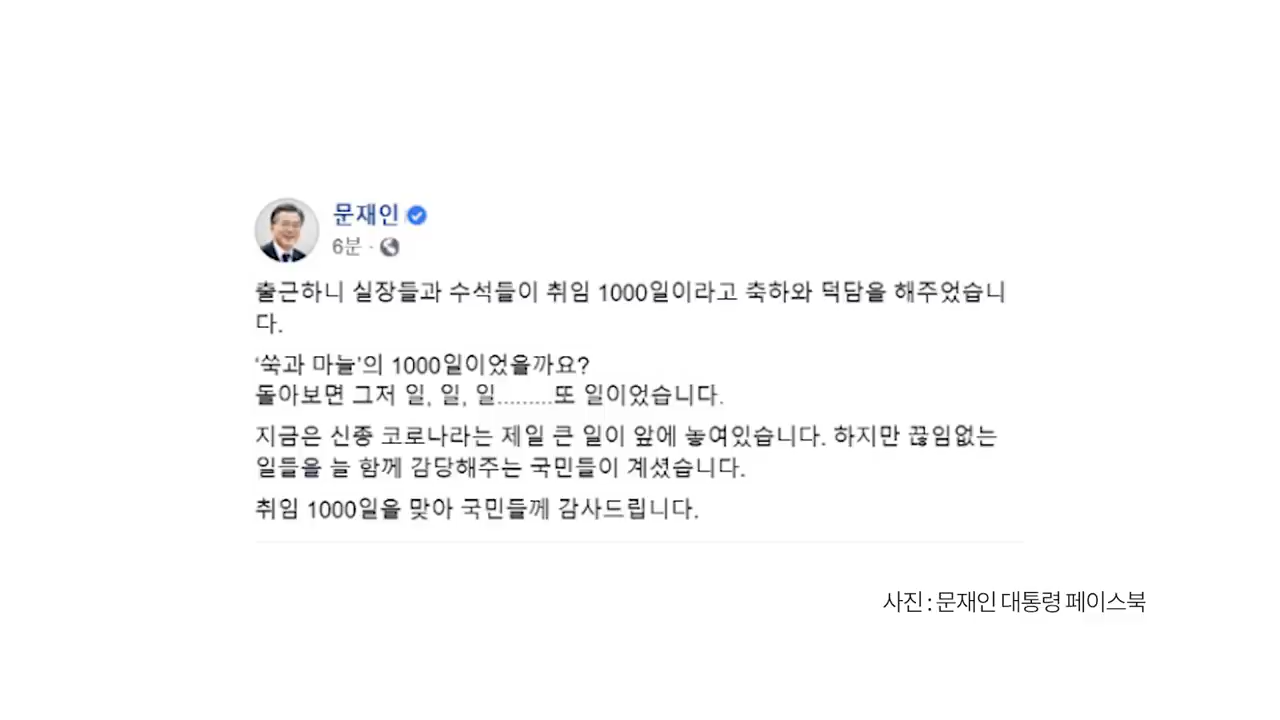 문재인
6분 ·
출근하니 실장들과 수석들이 취임 1000일이라고 축하와 덕담을 해주었습니
다.
‘쑥과 마늘’의 1000일이었을까요?
돌아보면 그저 일, 일, 일.........또 일이었습니다.
지금은 신종 코로나라는 제일 큰 일이 앞에 놓여있습니다. 하지만 끊임없는
일들을 늘 함께 감당해주는 국민들이 계셨습니다.
취임 1000일을 맞아 국민들께 감사드립니다.
사진 : 문재인 대통령 페이스북